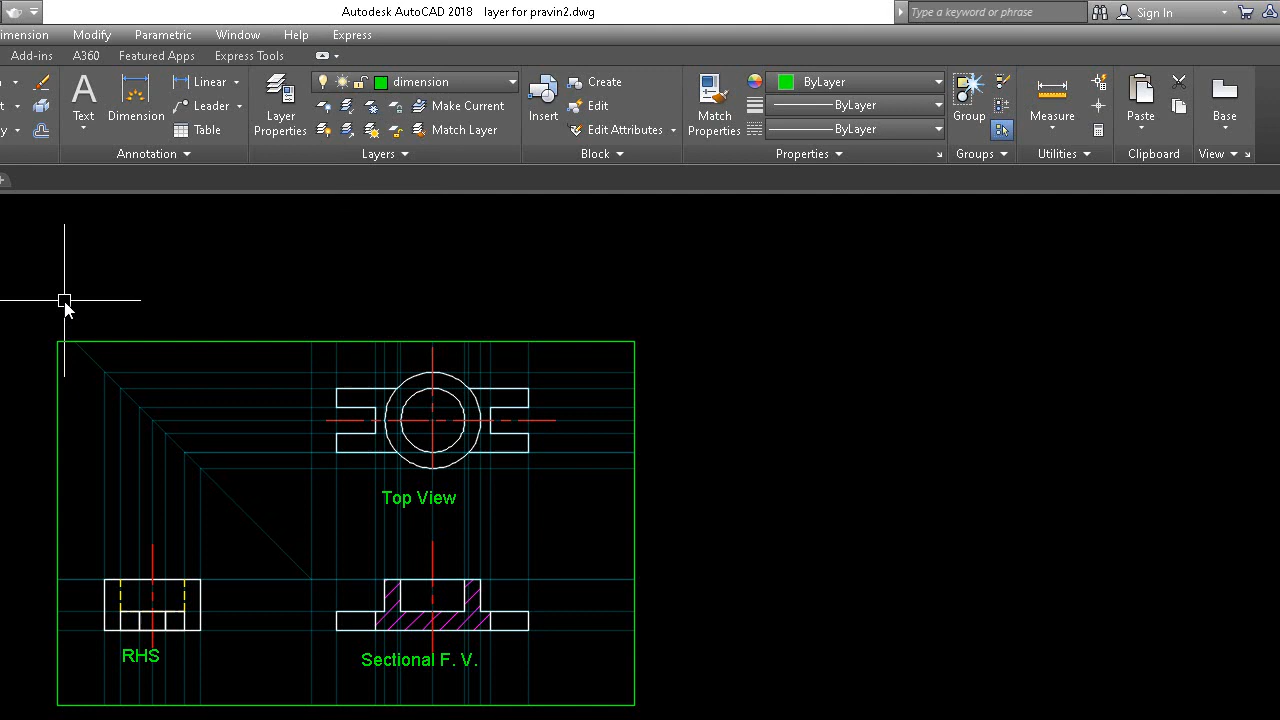 Autodesk AutoCAD 2018 layer for pravin2.dwg
Type a keyword or phrase
Sign In
imension Modify Parametric Window Help Express
Add-ins A360 Featured Apps Express Tools
Text
Dimension
Linear
Leader
Table
Annotation
Layer
Properties
dimension
Make Current
Match Layer
Layers
Insert
Create
Edit
Edit Attributes
Block
Match
Properties
ByLayer
ByLayer
ByLayer
Properties
Group
Groups
Measure
Utilities
Paste
Clipboard
Base
View
Top View
RHS
Sectional F. V.